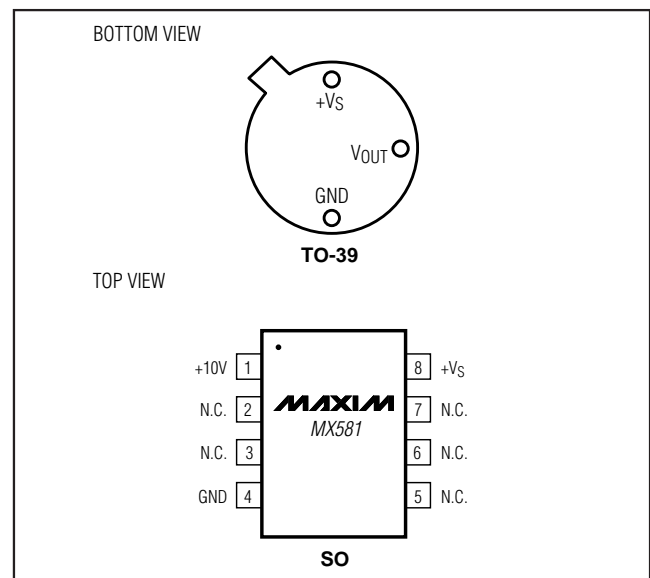 BOTTOM VIEW
+VS
VOUT
GND
TO-39
TOP VIEW
+10V 1 8 +VS
N.C. 2 MAXIM 7 N.C.
MX581
N.C. 3 6 N.C.
GND 4 5 N.C.
SO